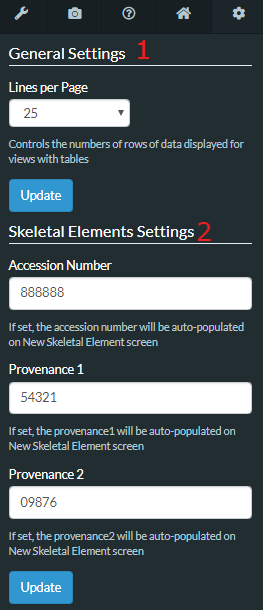 General Settings 1
Lines per Page
25
Controls the numbers of rows of data displayed for
views with tables
Update
Skeletal Elements Settings 2
Accession Number
888888
If set, the accession number will be auto-populated
on New Skeletal Element screen
Provenance 1
54321
If set, the provenance1 will be auto-populated on
New Skeletal Element screen
Provenance 2
09876
If set, the provenance2 will be auto-populated on
New Skeletal Element screen
Update